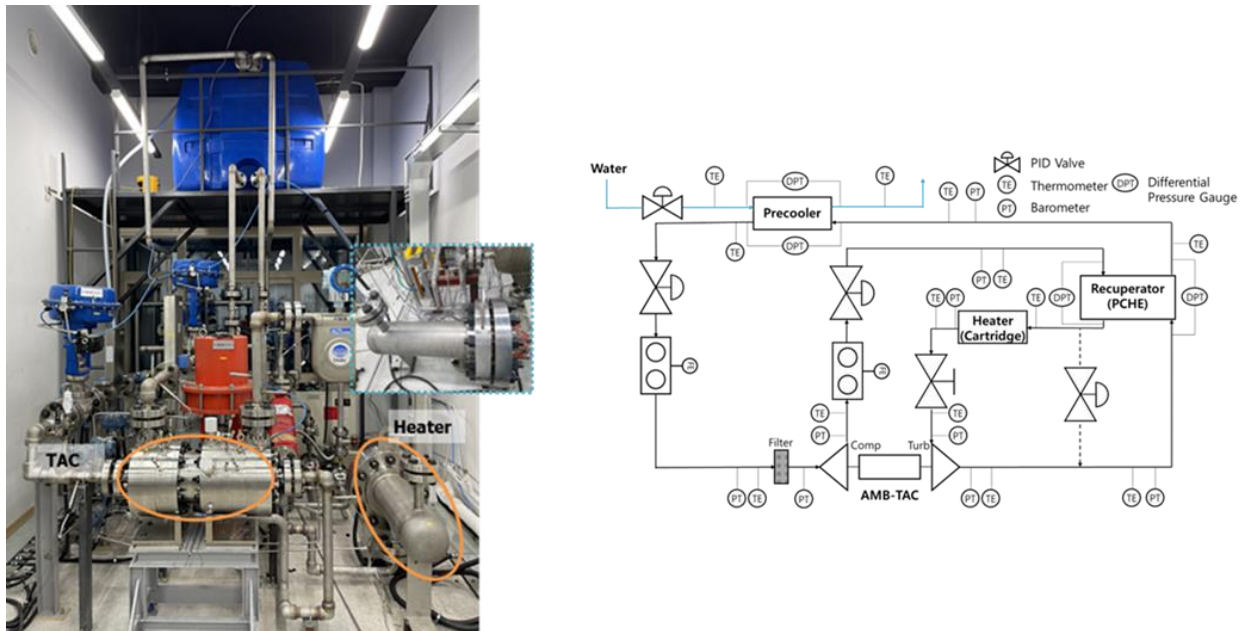 TAC
Heater
Water
TE
DPT
TE
Precooler
TE
DPT
PID Valve
TE
Thermometer
DPT
Differential
Pressure Gauge
PT
Barometer
TE
PT
TE
PT
TE
TE
PT
TE
DPT
DPT
Recuperator
(PCHE)
Heater
(Cartridge)
TE
PT
TE
PT
Filter
Comp
Turb
AMB-TAC
PT
TE
PT
PT
TE
TE
PT